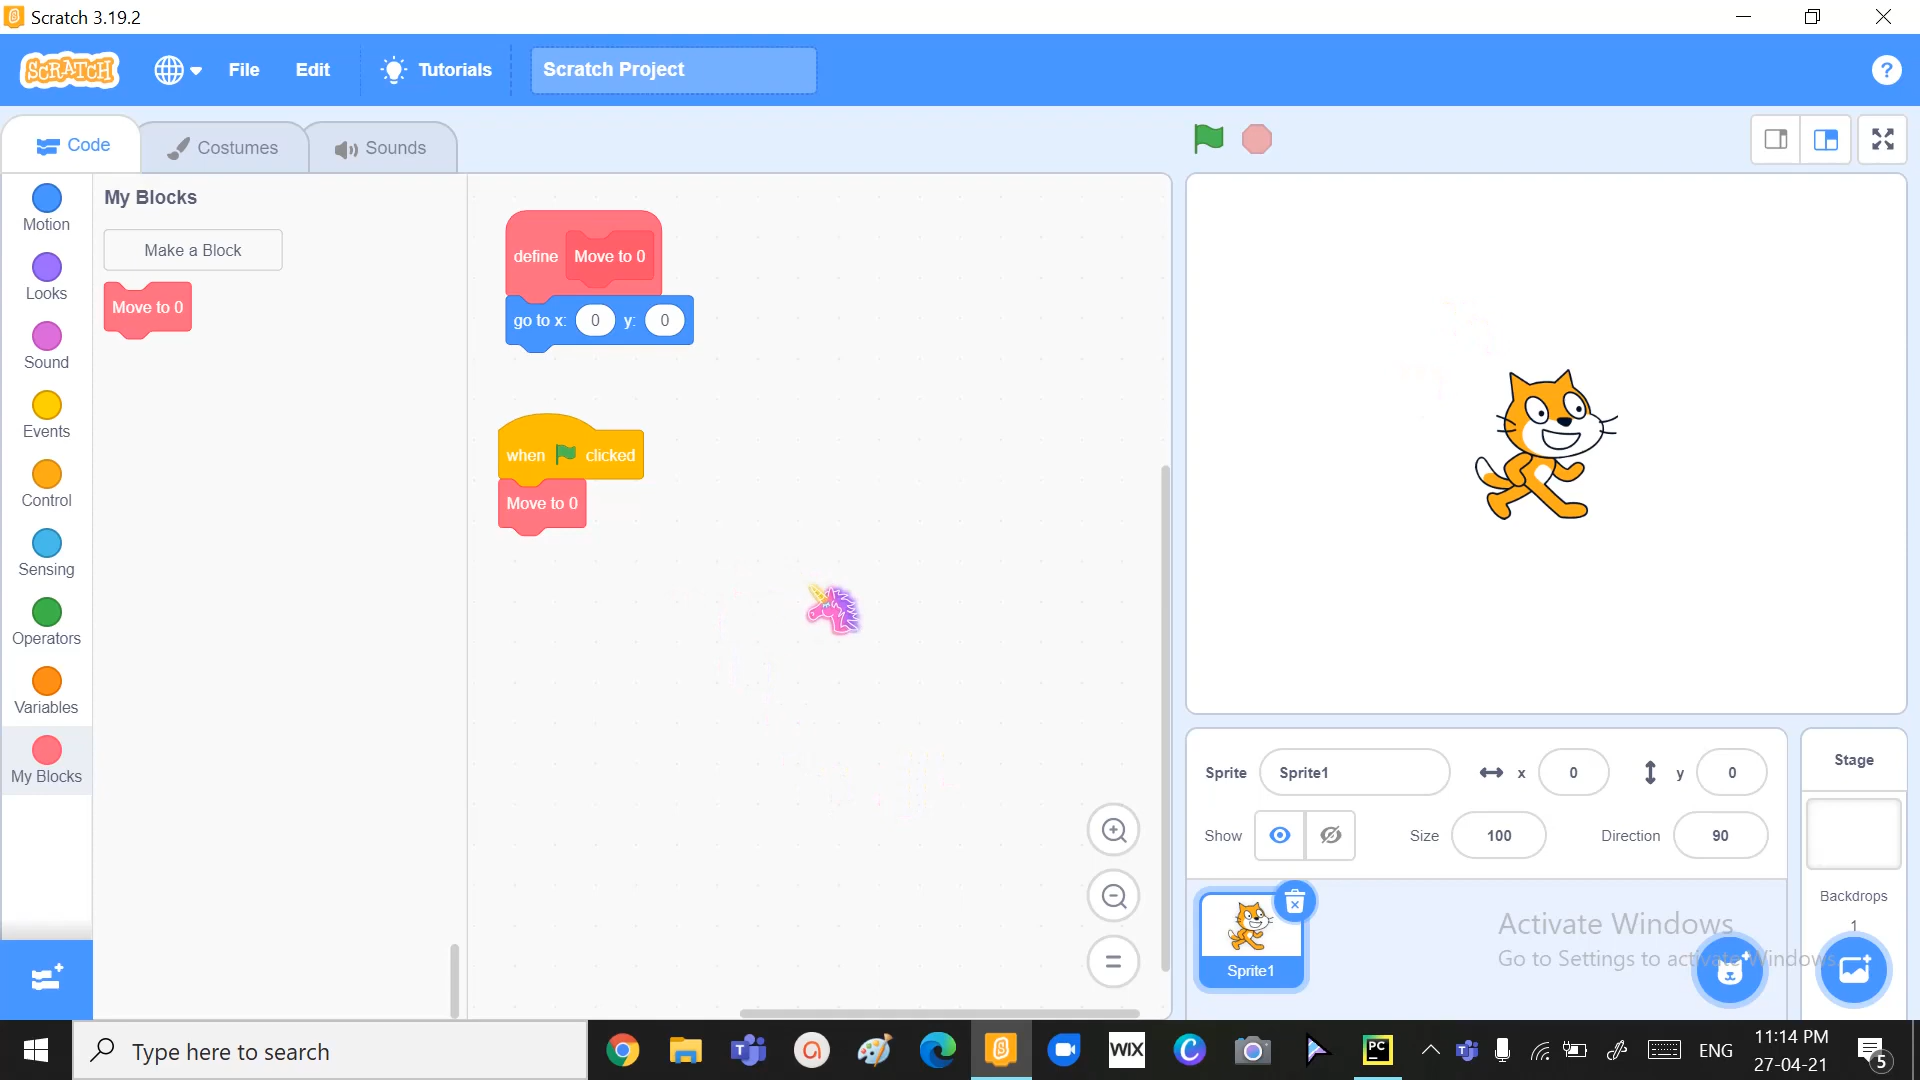 Scratch 3.19.2
SCRATCH
File
Edit
Tutorials
Scratch Project
?
Code
Costumes
Sounds
Motion
Looks
Sound
Events
Control
Sensing
Operators
Variables
My Blocks
My Blocks
Make a Block
Move to 0
define Move to 0
go to x: 0 y: 0
when clicked
Move to 0
Sprite Sprite1 x 0 y 0
Show Size 100 Direction 90
Sprite1
Stage
Backdrops
1
Activate Windows
Go to Settings to activate Windows.
Type here to search
WIX
PC
ENG
11:14 PM
27-04-21
5